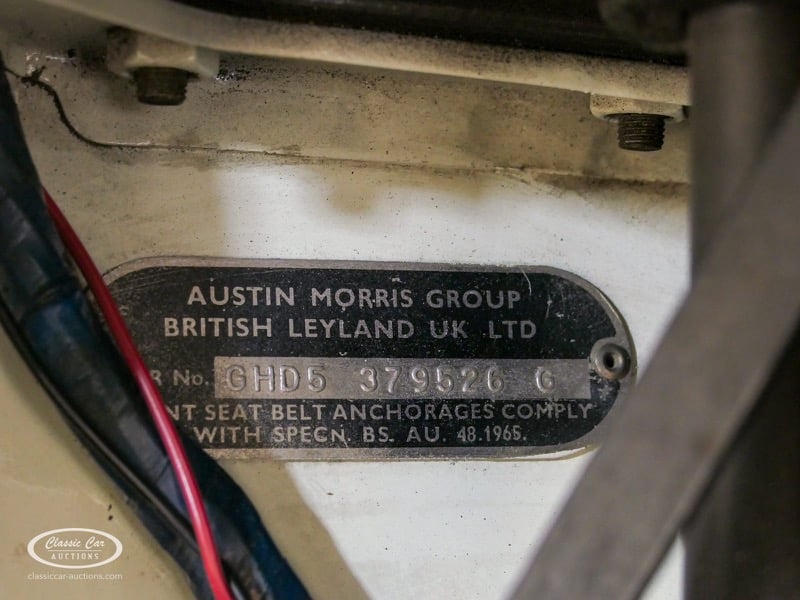 AUSTIN MORRIS GROUP
BRITISH LEYLAND UK LTD
R No. GHD5 379526 G
NT SEAT BELT ANCHORAGES COMPLY
WITH SPECN. BS. AU. 48.1965.
Classic Car
AUCTIONS
classiccar-auctions.com